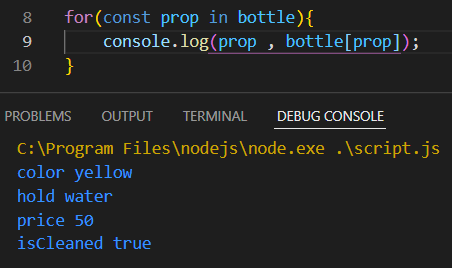 8 for(const prop in bottle){
9 console.log(prop , bottle[prop]);
10 }
PROBLEMS OUTPUT TERMINAL DEBUG CONSOLE
C:\Program Files\nodejs\node.exe .\script.js
color yellow
hold water
price 50
isCleaned true